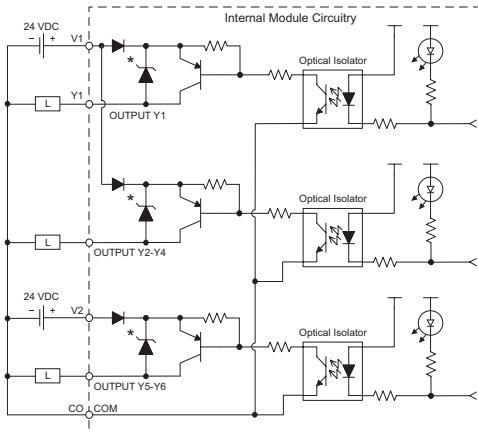 Internal Module Circuitry
24 VDC
− +
V1
*
Optical Isolator
L
Y1
OUTPUT Y1
*
Optical Isolator
L
OUTPUT Y2-Y4
24 VDC
− +
V2
*
Optical Isolator
L
OUTPUT Y5-Y6
CO
COM